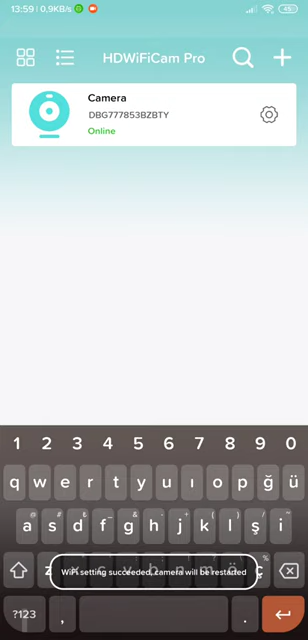 13:59 | 0,9KB/s
45
HDWiFiCam Pro
Camera
DBG777853BZBTY
Online
1 2 3 4 5 6 7 8 9 0
q w e r t y u ı o p ğ ü
@ $ ₺ _ & - + ( ) / 
a s d f g h j k l ş i
%
z ç
WiFi setting succeeded, camera will be restarted
?123 , .